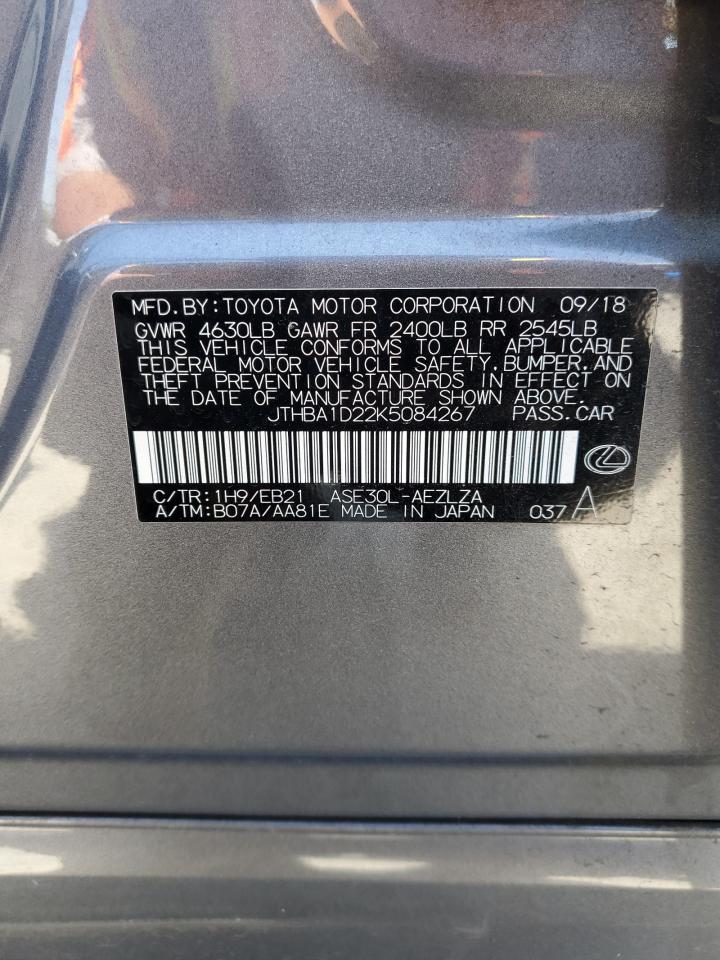 MFD.BY:TOYOTA MOTOR CORPORATION 09/18
GVWR 4630LB GAWR FR 2400LB RR 2545LB
THIS VEHICLE CONFORMS TO ALL APPLICABLE
FEDERAL MOTOR VEHICLE SAFETY,BUMPER,AND
THEFT PREVENTION STANDARDS IN EFFECT ON
THE DATE OF MANUFACTURE SHOWN ABOVE.
JTHBA1D22K5084267 PASS.CAR
C/TR:1H9/EB21 ASE30L-AEZLZA
A/TM:B07A/AA81E MADE IN JAPAN 037 A